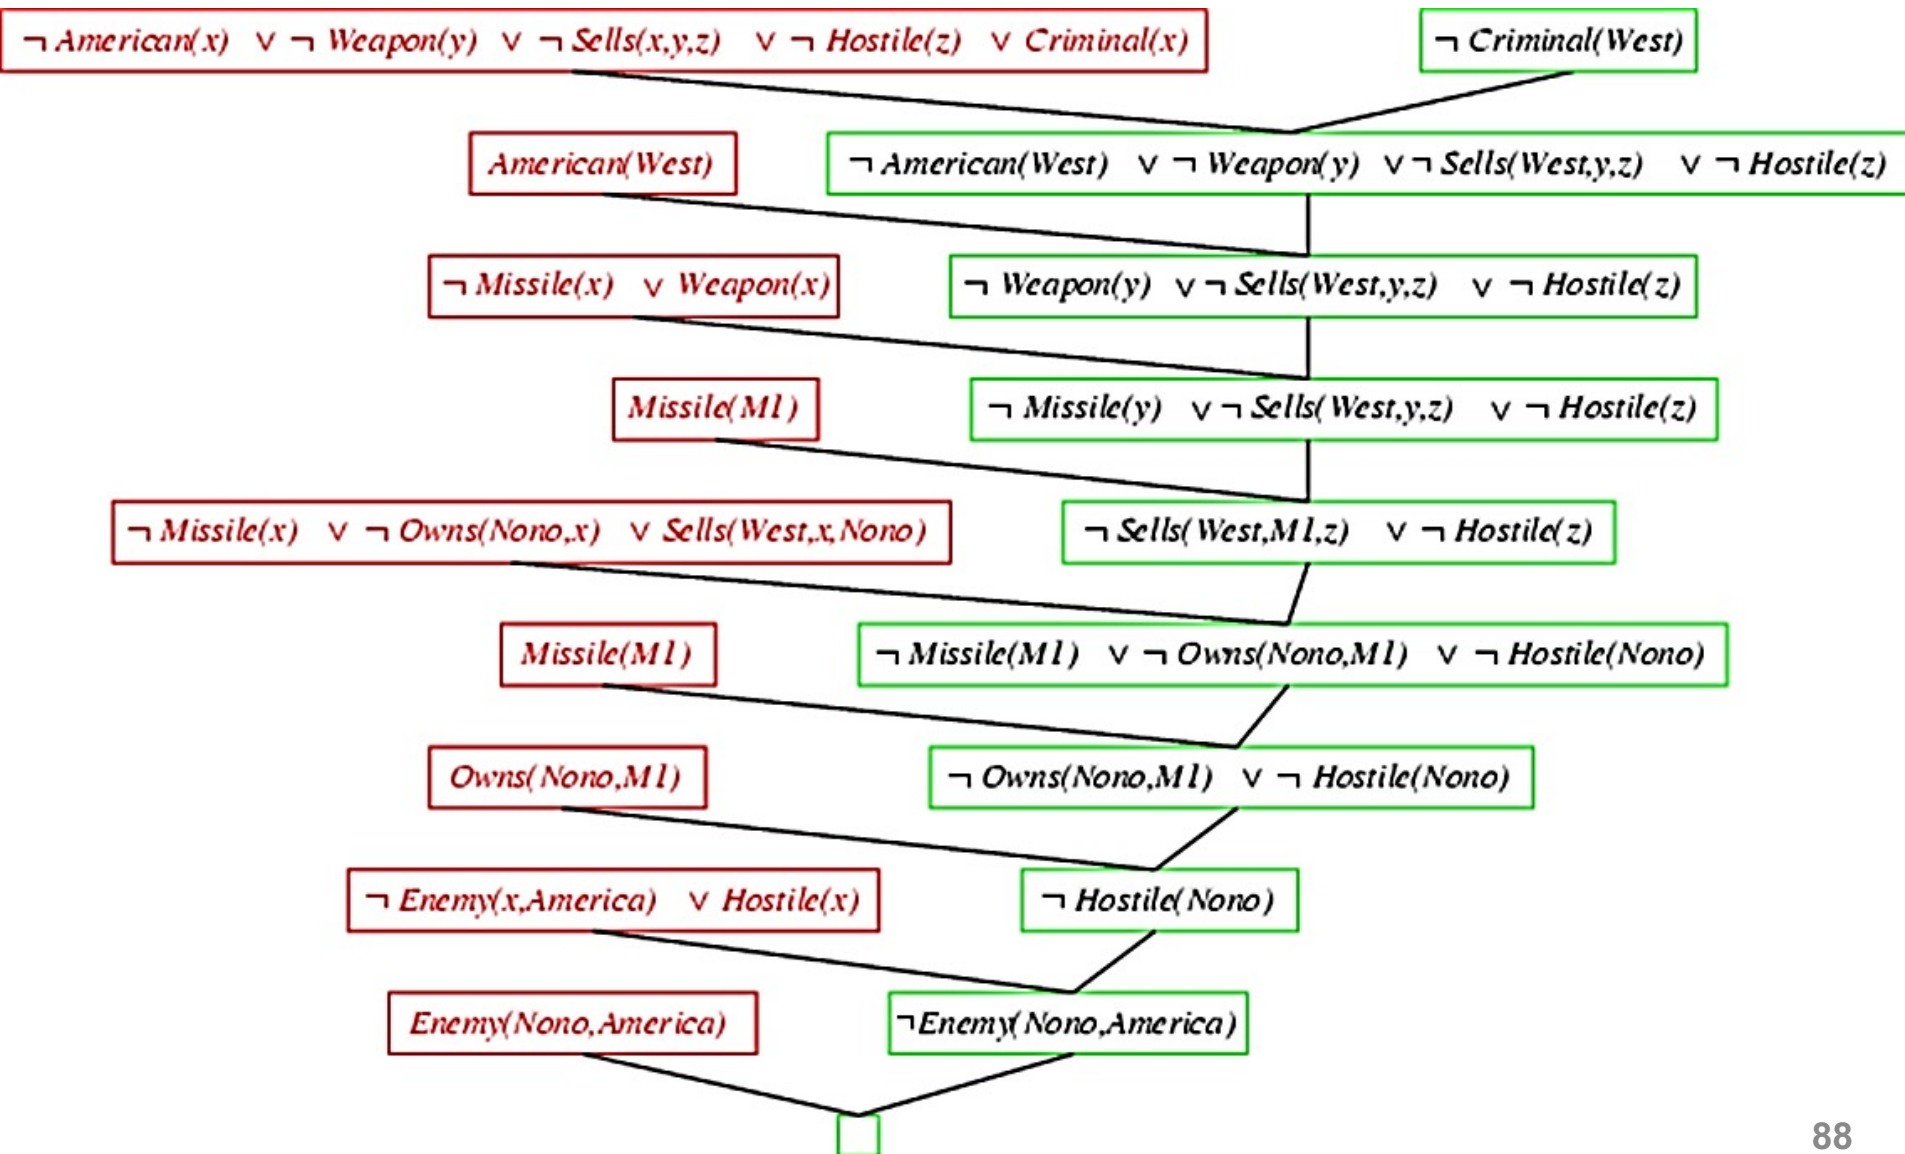 ¬ American(x) ∨ ¬ Weapon(y) ∨ ¬ Sells(x,y,z) ∨ ¬ Hostile(z) ∨ Criminal(x)
¬ Criminal(West)
American(West)
¬ American(West) ∨ ¬ Weapon(y) ∨ ¬ Sells(West,y,z) ∨ ¬ Hostile(z)
¬ Missile(x) ∨ Weapon(x)
¬ Weapon(y) ∨ ¬ Sells(West,y,z) ∨ ¬ Hostile(z)
Missile(M1)
¬ Missile(y) ∨ ¬ Sells(West,y,z) ∨ ¬ Hostile(z)
¬ Missile(x) ∨ ¬ Owns(Nono,x) ∨ Sells(West,x,Nono)
¬ Sells(West,M1,z) ∨ ¬ Hostile(z)
Missile(M1)
¬ Missile(M1) ∨ ¬ Owns(Nono,M1) ∨ ¬ Hostile(Nono)
Owns(Nono,M1)
¬ Owns(Nono,M1) ∨ ¬ Hostile(Nono)
¬ Enemy(x,America) ∨ Hostile(x)
¬ Hostile(Nono)
Enemy(Nono,America)
¬Enemy(Nono,America)
88